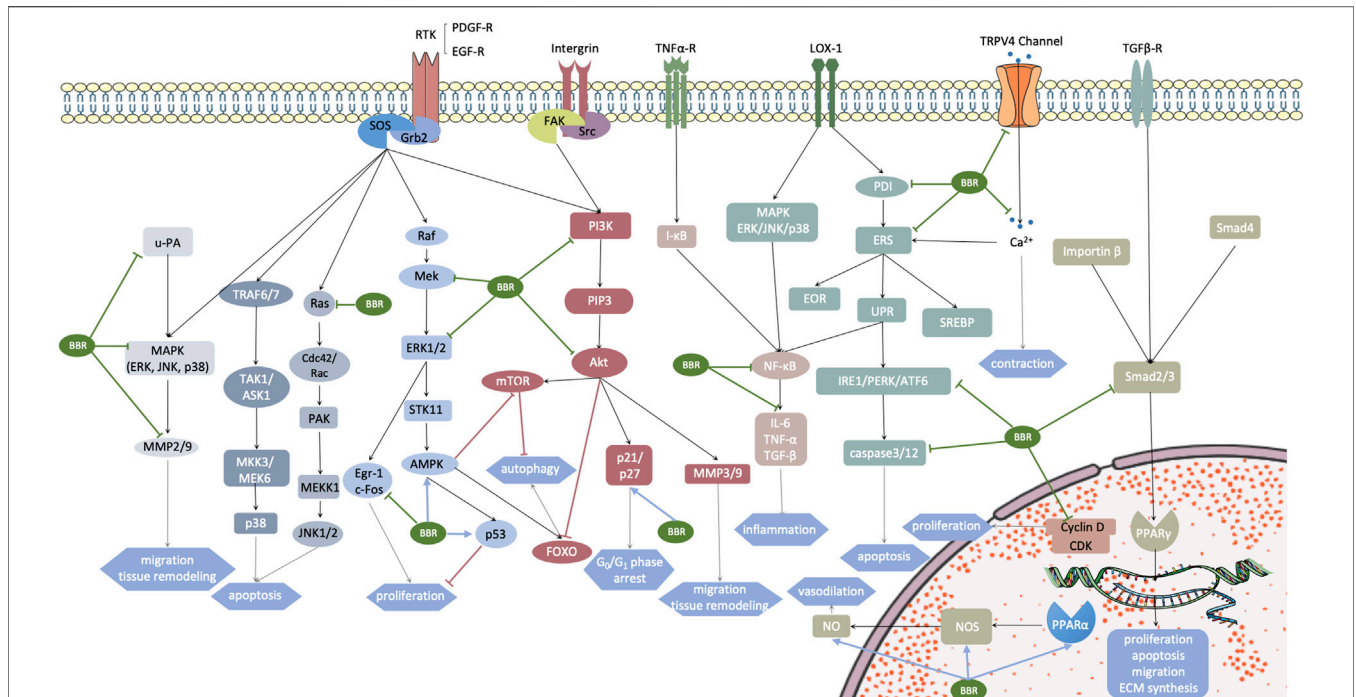 RTK
PDGF-R
EGF-R
Intergrin
TNFα-R
LOX-1
TRPV4 Channel
TGFβ-R
SOS
Grb2
FAK
Src
PDI
BBR
u-PA
Raf
PI3K
I-κB
MAPK
ERK/JNK/p38
ERS
Ca²⁺
Importin β
Smad4
TRAF6/7
Ras
BBR
Mek
BBR
PIP3
EOR
UPR
SREBP
BBR
MAPK
(ERK, JNK, p38)
Cdc42/
Rac
ERK1/2
Akt
BBR
NF-κB
contraction
TAK1/
ASK1
mTOR
IRE1/PERK/ATF6
Smad2/3
PAK
STK11
IL-6
TNF-α
TGF-β
BBR
MMP2/9
caspase3/12
MKK3/
MEK6
MEKK1
Egr-1
c-Fos
AMPK
autophagy
p21/
p27
MMP3/9
p38
JNK1/2
BBR
p53
FOXO
BBR
inflammation
proliferation
Cyclin D
CDK
PPARγ
migration
tissue remodeling
apoptosis
proliferation
G₀/G₁ phase
arrest
migration
tissue remodeling
apoptosis
vasodilation
NO
NOS
PPARα
BBR
proliferation
apoptosis
migration
ECM synthesis